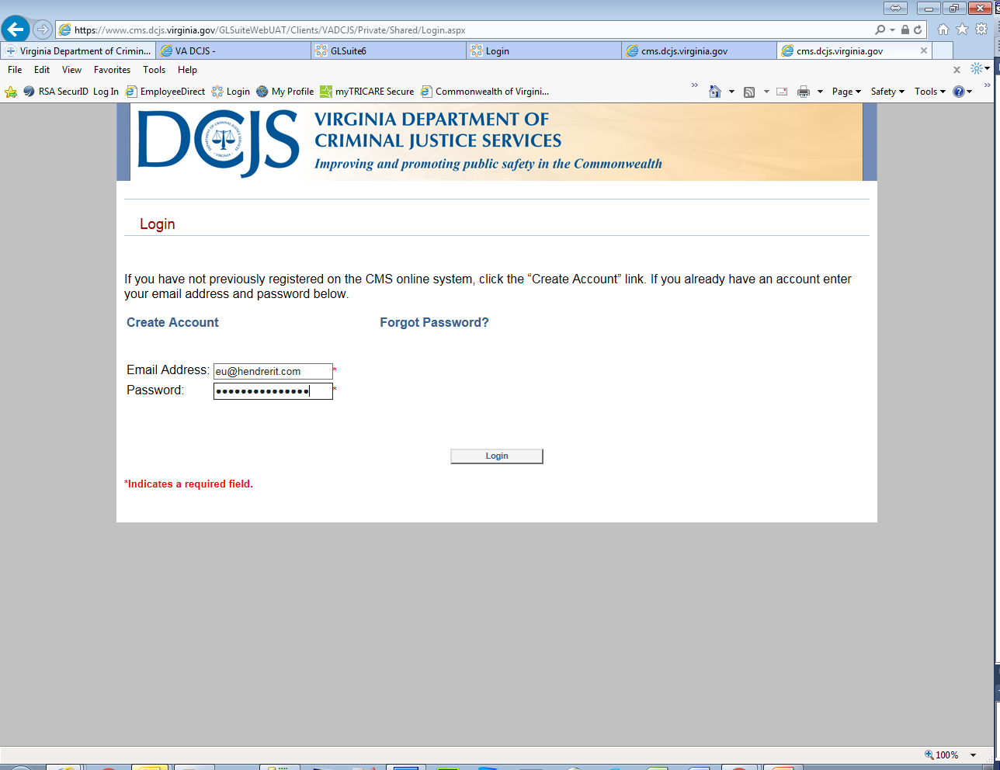 https://www.cms.dcjs.virginia.gov/GLSuiteWebUAT/Clients/VADCJS/Private/Shared/Login.aspx
Virginia Department of Crimin... VA DCJS - GLSuite6 Login cms.dcjs.virginia.gov cms.dcjs.virginia.gov
File Edit View Favorites Tools Help
RSA SecurID Log In EmployeeDirect Login My Profile myTRICARE Secure Commonwealth of Virgini... Page Safety Tools
DCJS
VIRGINIA DEPARTMENT OF
CRIMINAL JUSTICE SERVICES
Improving and promoting public safety in the Commonwealth
Login
If you have not previously registered on the CMS online system, click the “Create Account” link. If you already have an account enter
your email address and password below.
Create Account Forgot Password?
Email Address: eu@hendrerit.com *
Password: ••••••••••••••• *
Login
*Indicates a required field.
100%